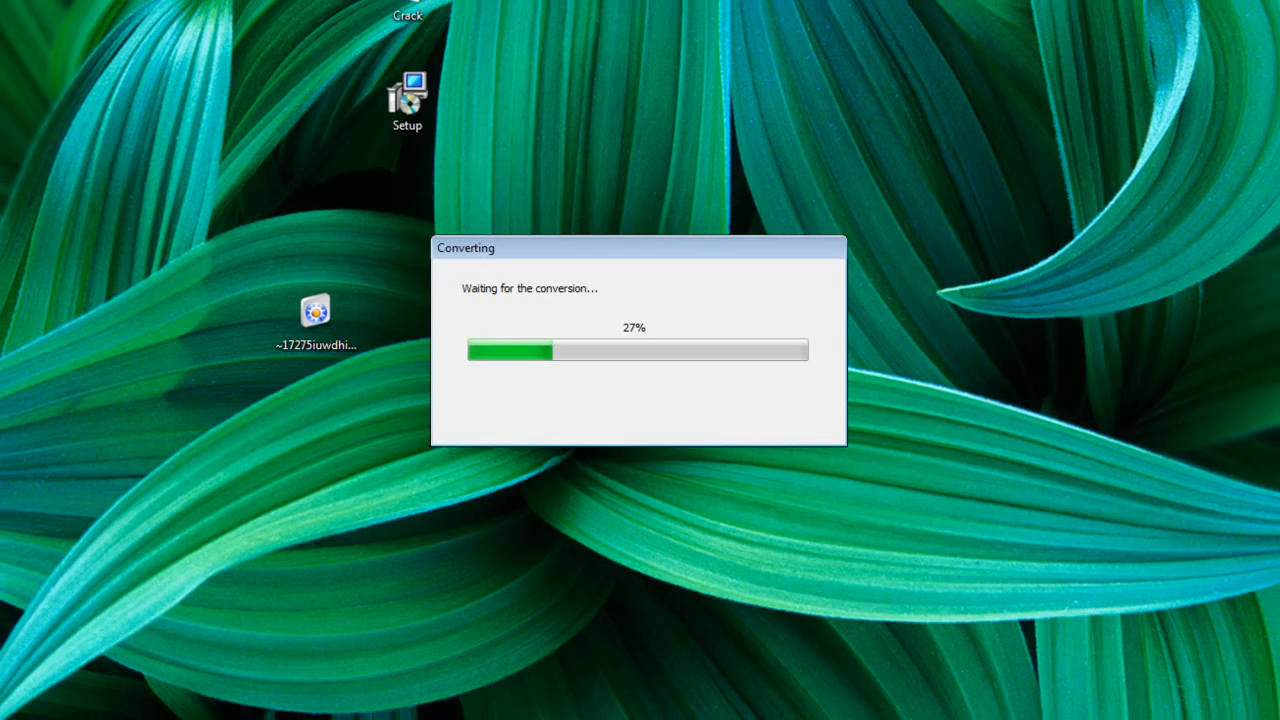 Crack
Setup
Converting
Waiting for the conversion...
27%
~17275iuwdhi...